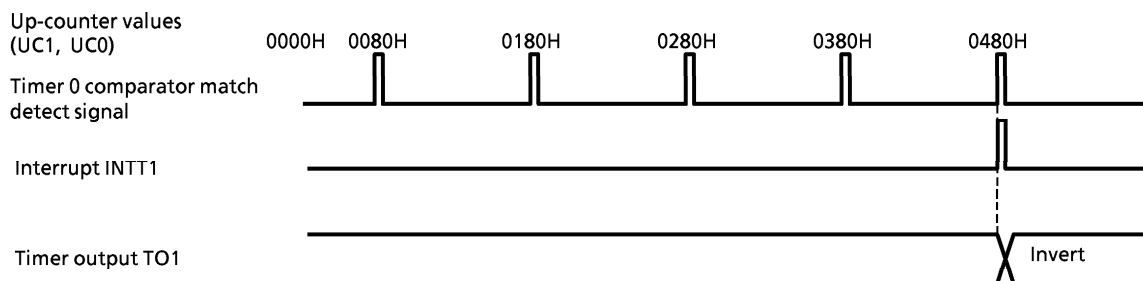 Up-counter values
(UC1, UC0)
0000H 0080H 0180H 0280H 0380H 0480H
Timer 0 comparator match
detect signal
Interrupt INTT1
Timer output TO1
Invert